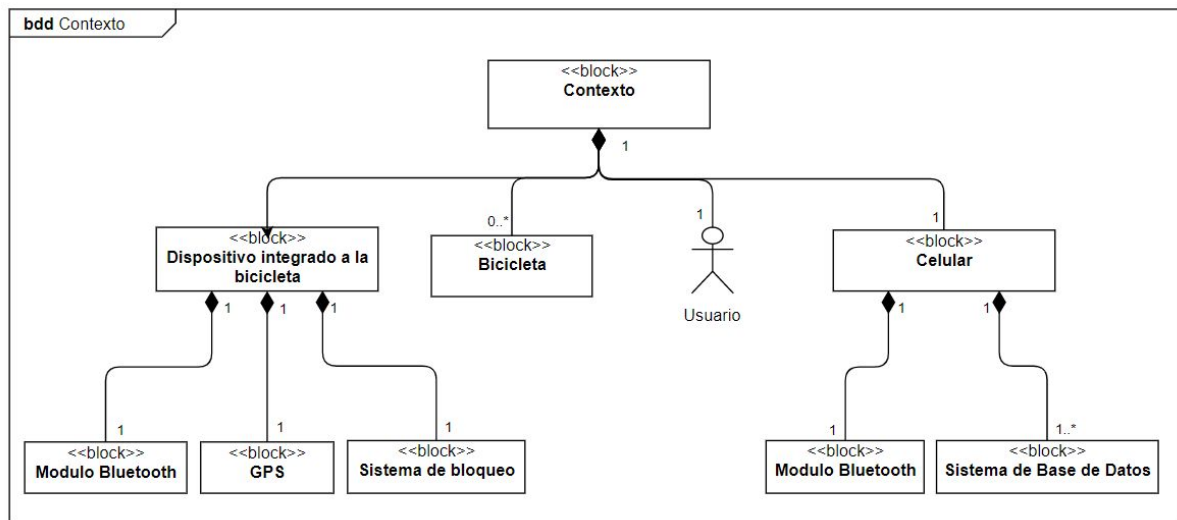 bdd Contexto
<<block>>
Contexto
1
<<block>>
Dispositivo integrado a la
bicicleta
0..*
<<block>>
Bicicleta
1
Usuario
1
<<block>>
Celular
1
1
1
1
1
1
1
1
<<block>>
Modulo Bluetooth
1
<<block>>
GPS
1
<<block>>
Sistema de bloqueo
1..*
<<block>>
Modulo Bluetooth
<<block>>
Sistema de Base de Datos